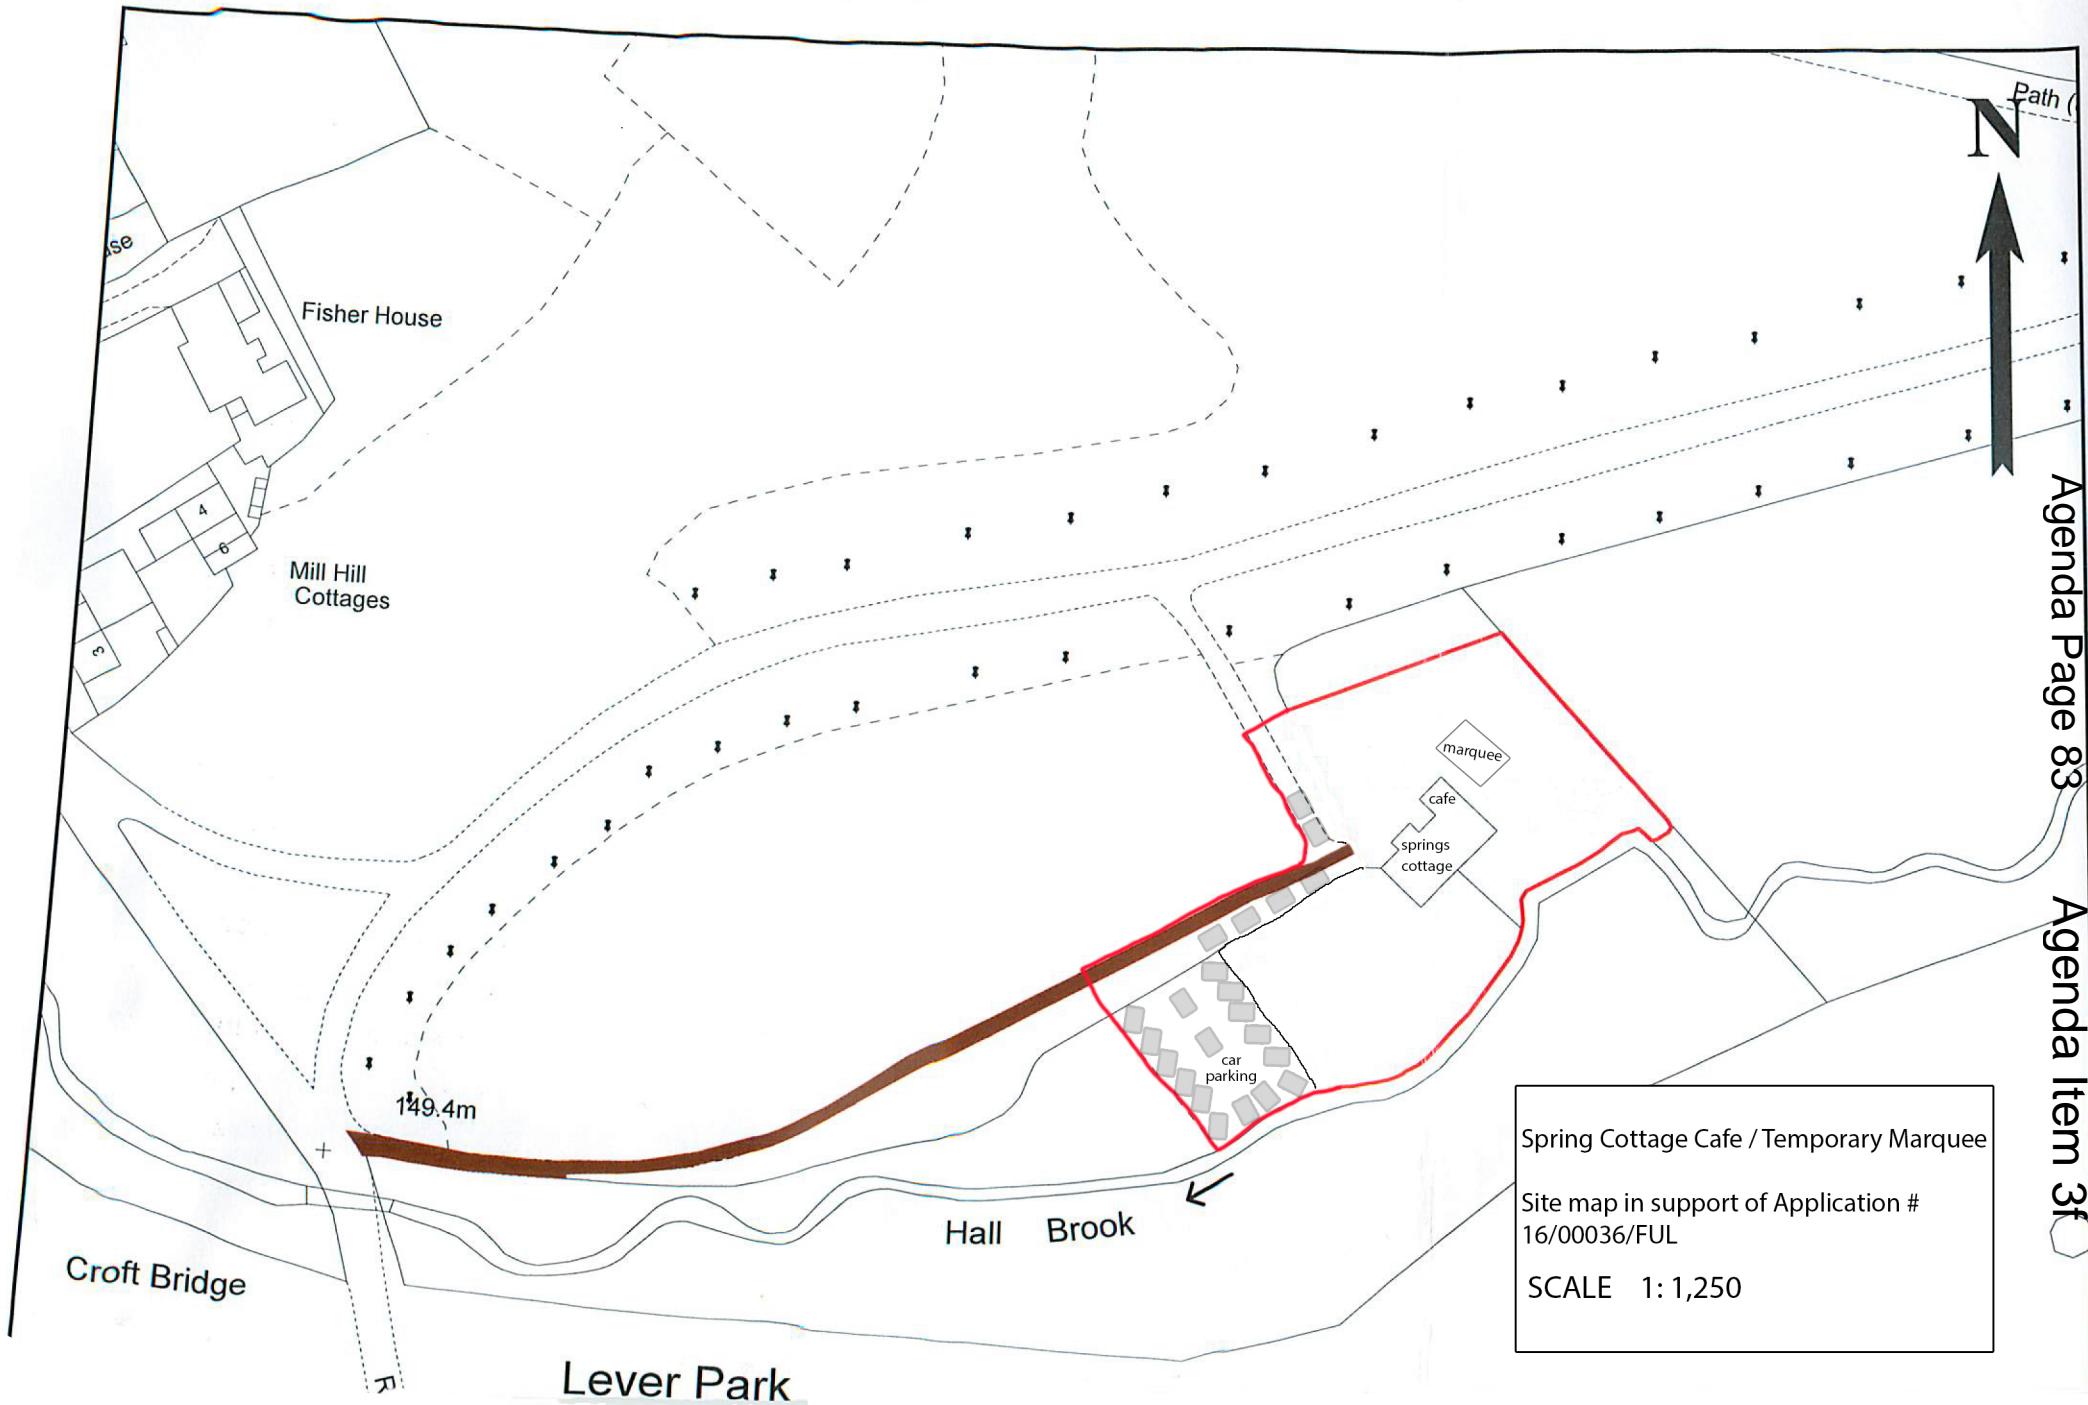 Path (
N
use
Fisher House
4
6
Mill Hill
Cottages
3
marquee
cafe
springs
cottage
car
parking
149.4m
Hall Brook
Croft Bridge
Lever Park
R
Spring Cottage Cafe / Temporary Marquee
Site map in support of Application #
16/00036/FUL
SCALE 1: 1,250
Agenda Page 83 Agenda Item 3f